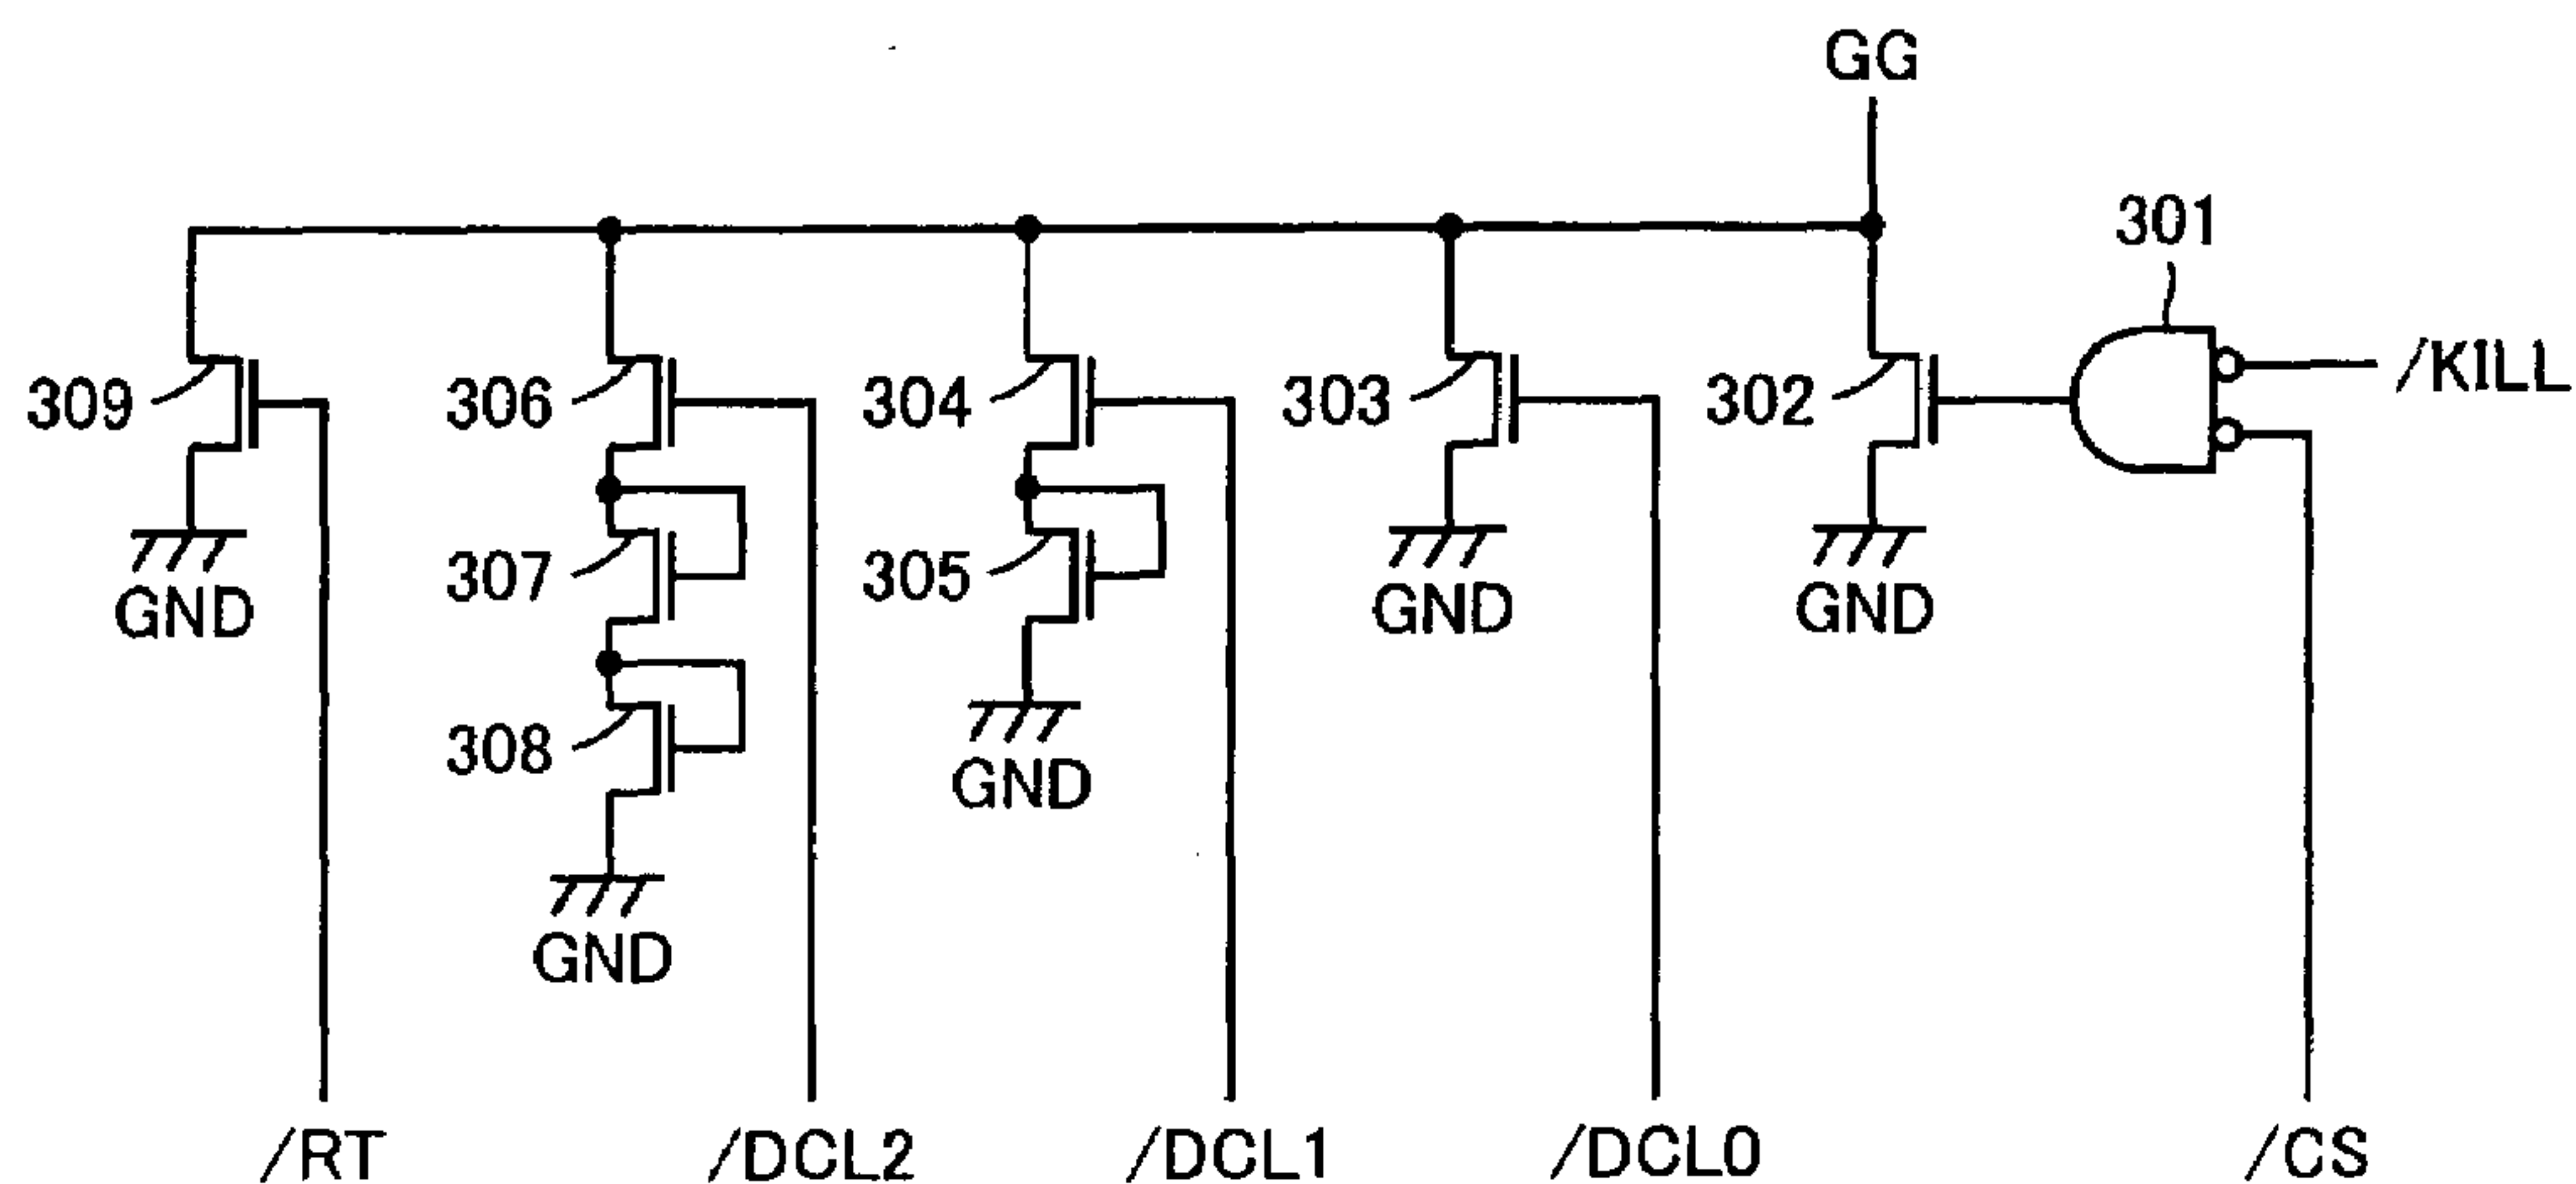 GG
301
/KILL
309
306
304
303
302
307
305
GND
GND
GND
308
GND
GND
/RT
/DCL2
/DCL1
/DCL0
/CS